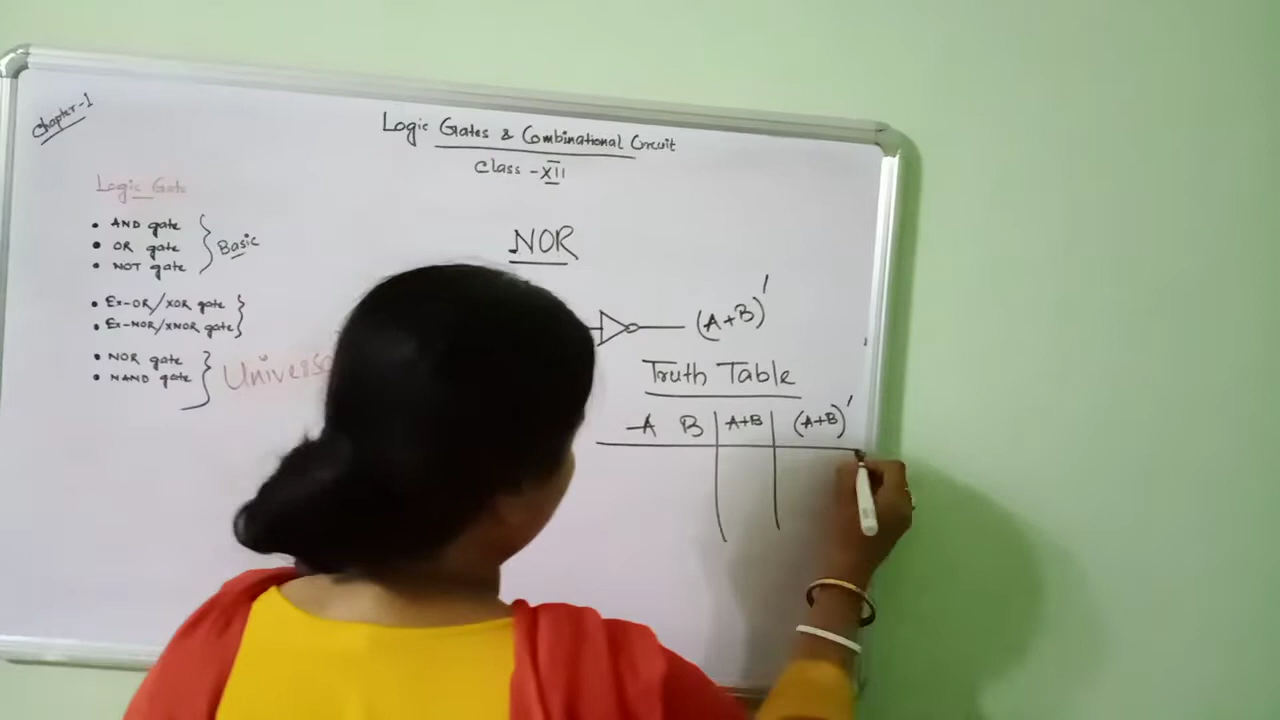 Chapter-1
Logic Gates & Combinational Circuit
Class - XII
Logic Gate
• AND gate
• OR gate
• NOT gate
Basic
• Ex-OR/XOR gate
• Ex-NOR/XNOR gate
• NOR gate
• NAND gate
NOR
(A+B)'
Truth Table
A B A+B (A+B)'